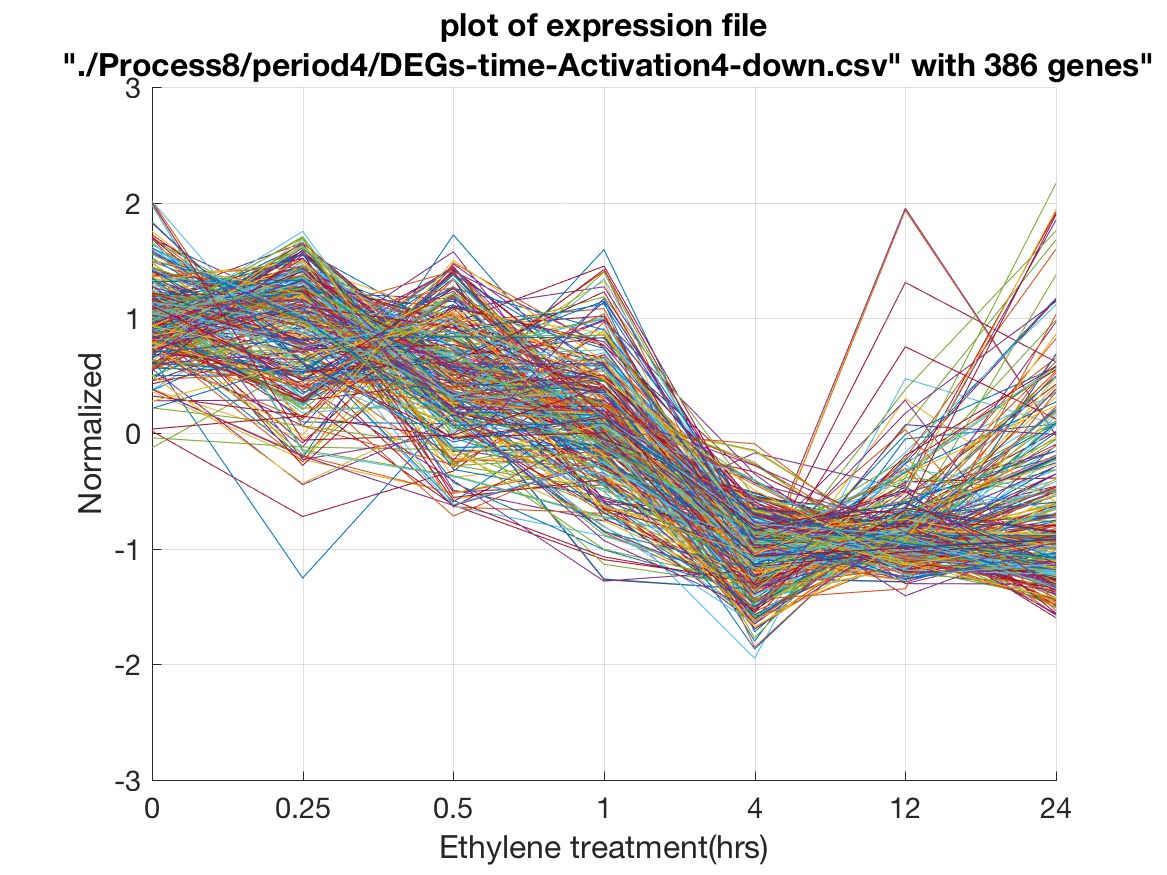 plot of expression file
"./Process8/period4/DEGs-time-Activation4-down.csv" with 386 genes"
3
2
1
0
-1
-2
-3
Normalized
0 0.25 0.5 1 4 12 24
Ethylene treatment(hrs)